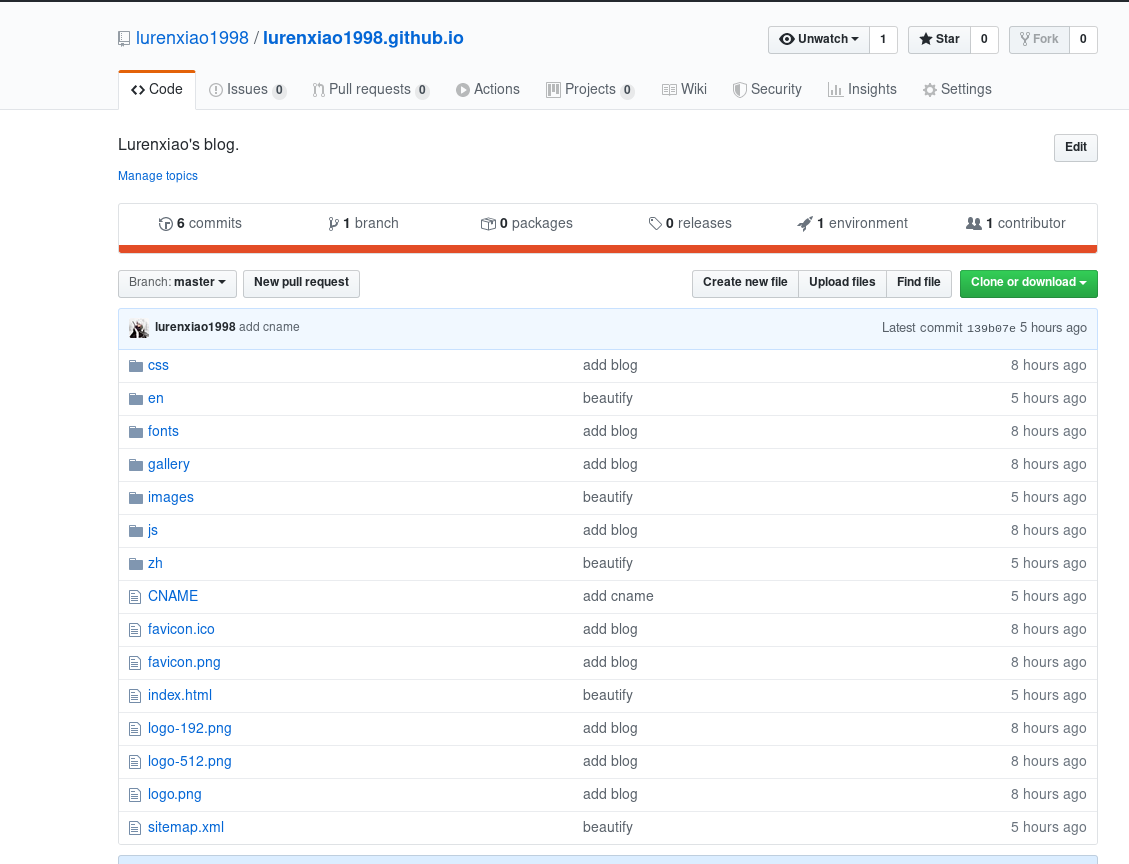 lurenxiao1998 / lurenxiao1998.github.io
Unwatch 1 Star 0 Fork 0
Code Issues 0 Pull requests 0 Actions Projects 0 Wiki Security Insights Settings
Lurenxiao's blog.
Edit
Manage topics
6 commits 1 branch 0 packages 0 releases 1 environment 1 contributor
Branch: master New pull request Create new file Upload files Find file Clone or download
lurenxiao1998 add cname Latest commit 139b07e 5 hours ago
css add blog 8 hours ago
en beautify 5 hours ago
fonts add blog 8 hours ago
gallery add blog 8 hours ago
images beautify 5 hours ago
js add blog 8 hours ago
zh beautify 5 hours ago
CNAME add cname 5 hours ago
favicon.ico add blog 8 hours ago
favicon.png add blog 8 hours ago
index.html beautify 5 hours ago
logo-192.png add blog 8 hours ago
logo-512.png add blog 8 hours ago
logo.png add blog 8 hours ago
sitemap.xml beautify 5 hours ago